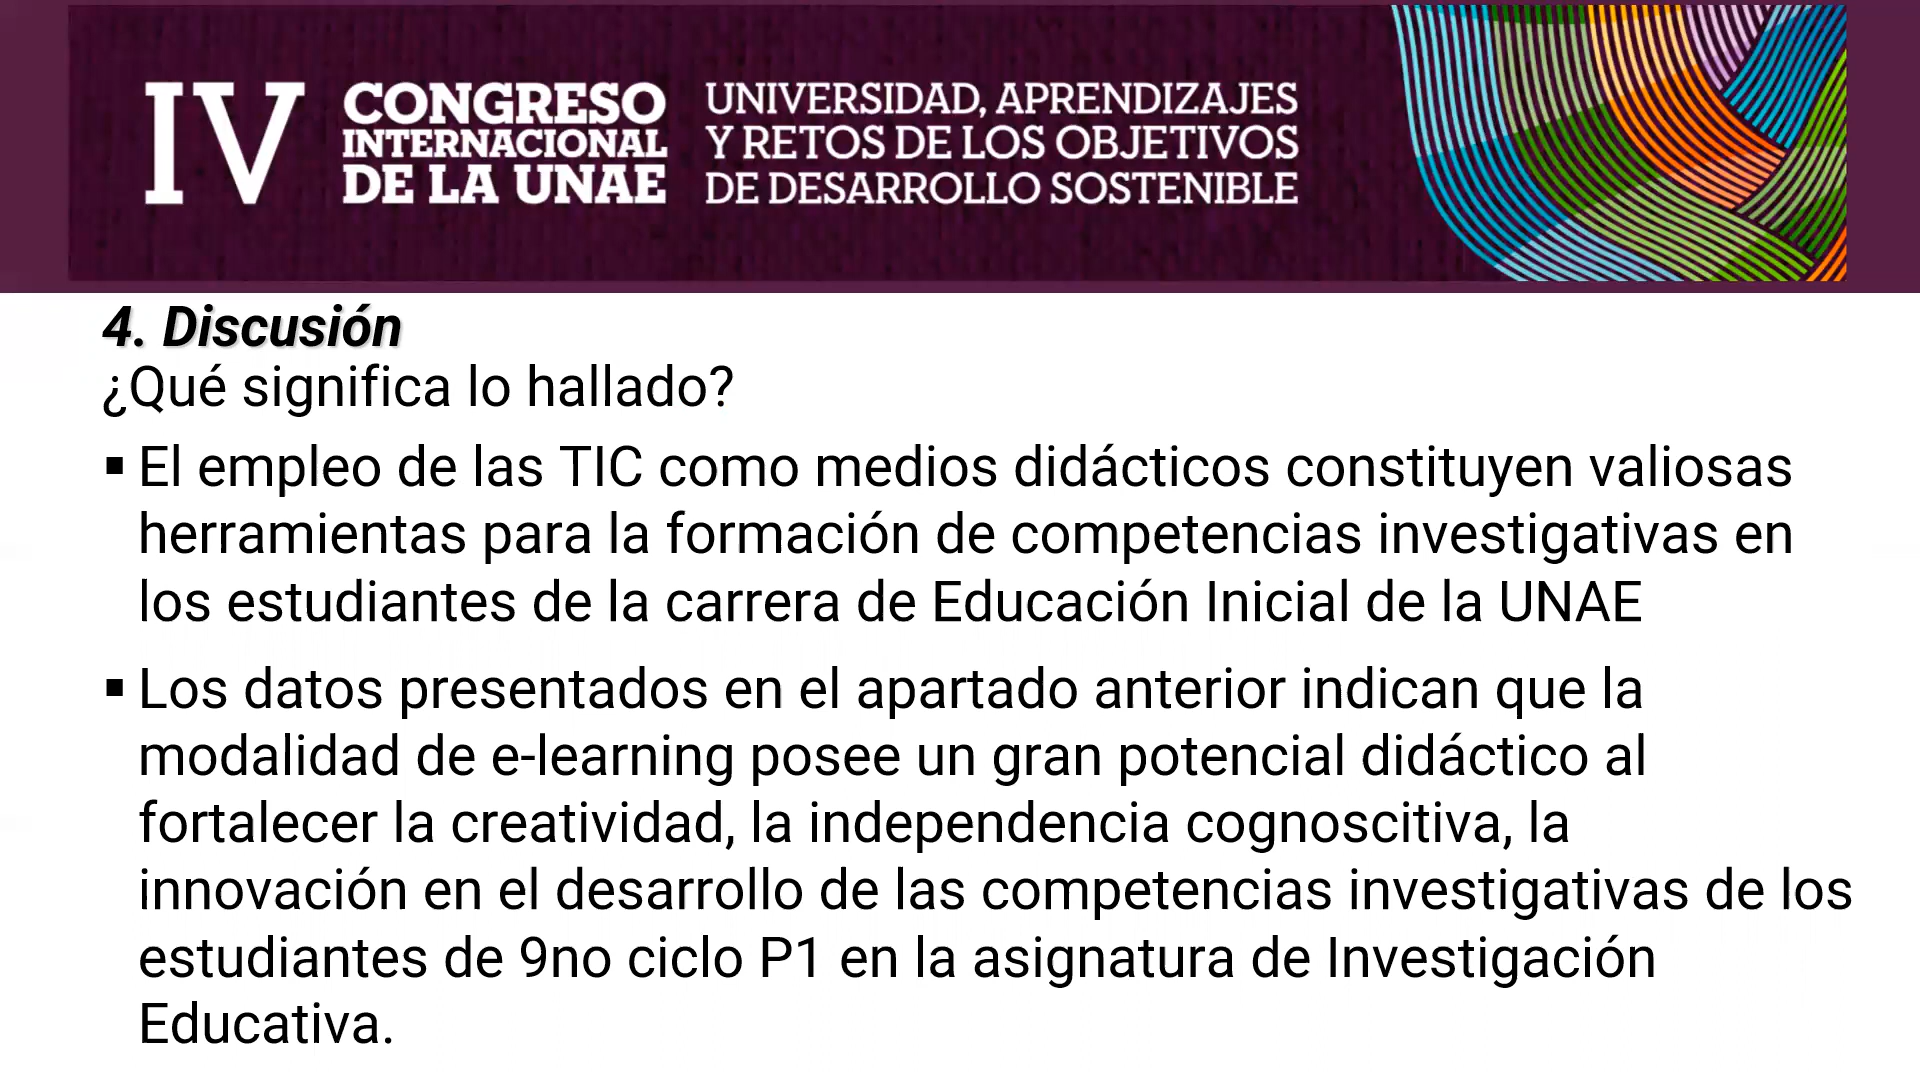 IV CONGRESO INTERNACIONAL DE LA UNAE
UNIVERSIDAD, APRENDIZAJES
Y RETOS DE LOS OBJETIVOS
DE DESARROLLO SOSTENIBLE
4. Discusión
¿Qué significa lo hallado?
▪ El empleo de las TIC como medios didácticos constituyen valiosas
herramientas para la formación de competencias investigativas en
los estudiantes de la carrera de Educación Inicial de la UNAE
▪ Los datos presentados en el apartado anterior indican que la
modalidad de e-learning posee un gran potencial didáctico al
fortalecer la creatividad, la independencia cognoscitiva, la
innovación en el desarrollo de las competencias investigativas de los
estudiantes de 9no ciclo P1 en la asignatura de Investigación
Educativa.